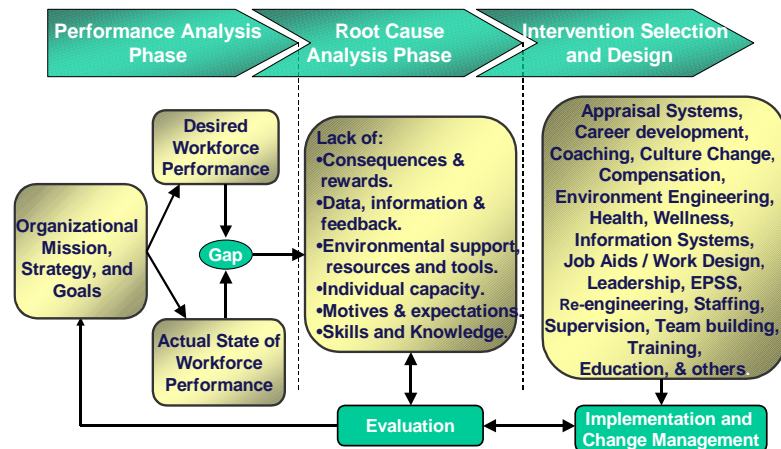 Performance Analysis
Phase
Root Cause
Analysis Phase
Intervention Selection
and Design
Organizational
Mission,
Strategy, and
Goals
Desired
Workforce
Performance
Gap
Actual State of
Workforce
Performance
Lack of:
•Consequences &
rewards.
•Data, information &
feedback.
•Environmental support,
resources and tools.
•Individual capacity.
•Motives & expectations.
•Skills and Knowledge.
Appraisal Systems,
Career development,
Coaching, Culture Change,
Compensation,
Environment Engineering,
Health, Wellness,
Information Systems,
Job Aids / Work Design,
Leadership, EPSS,
Re-engineering, Staffing,
Supervision, Team building,
Training,
Education, & others.
Evaluation
Implementation and
Change Management